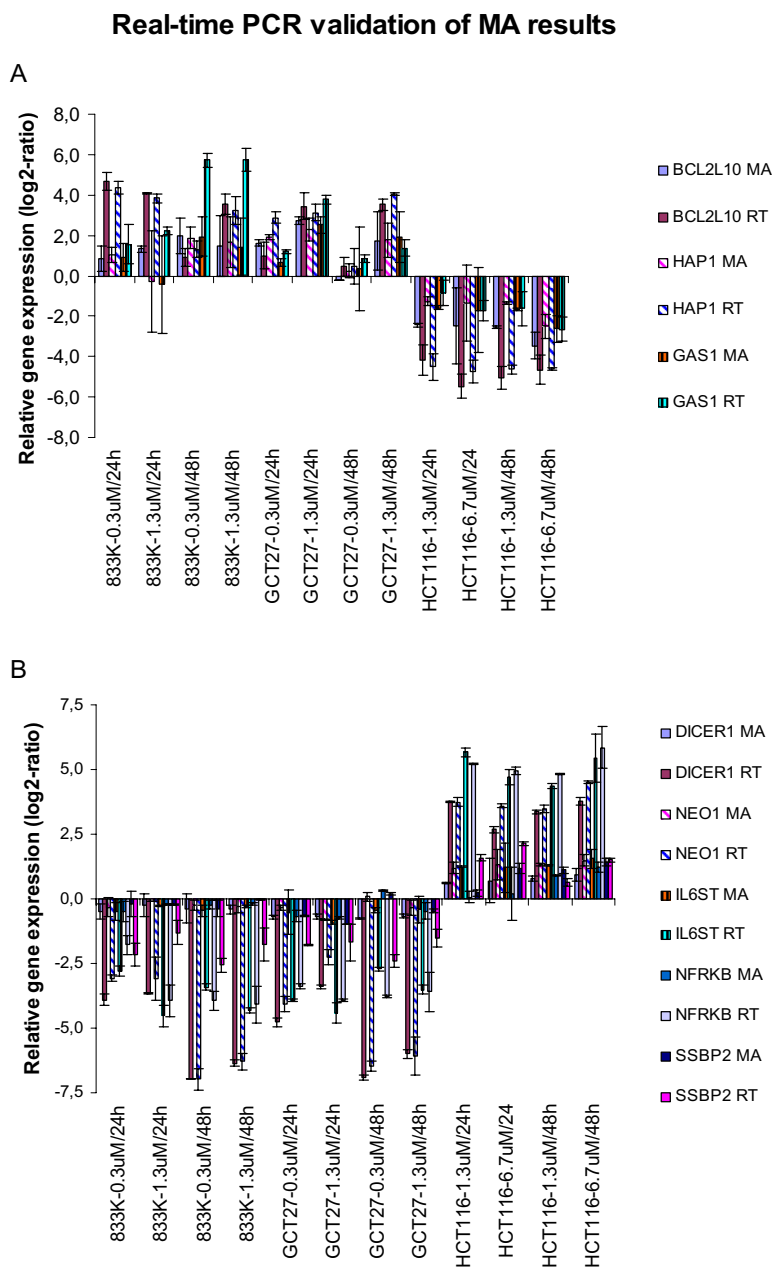 Real-time PCR validation of MA results
A
Relative gene expression (log2-ratio)
8,0
6,0
4,0
2,0
0,0
-2,0
-4,0
-6,0
-8,0
833K-0.3uM/24h
833K-1.3uM/24h
833K-0.3uM/48h
833K-1.3uM/48h
GCT27-0.3uM/24h
GCT27-1.3uM/24h
GCT27-0.3uM/48h
GCT27-1.3uM/48h
HCT116-1.3uM/24h
HCT116-6.7uM/24
HCT116-1.3uM/48h
HCT116-6.7uM/48h
BCL2L10 MA
BCL2L10 RT
HAP1 MA
HAP1 RT
GAS1 MA
GAS1 RT
B
Relative gene expression (log2-ratio)
7,5
5,0
2,5
0,0
-2,5
-5,0
-7,5
833K-0.3uM/24h
833K-1.3uM/24h
833K-0.3uM/48h
833K-1.3uM/48h
GCT27-0.3uM/24h
GCT27-1.3uM/24h
GCT27-0.3uM/48h
GCT27-1.3uM/48h
HCT116-1.3uM/24h
HCT116-6.7uM/24
HCT116-1.3uM/48h
HCT116-6.7uM/48h
DICER1 MA
DICER1 RT
NEO1 MA
NEO1 RT
IL6ST MA
IL6ST RT
NFRKB MA
NFRKB RT
SSBP2 MA
SSBP2 RT